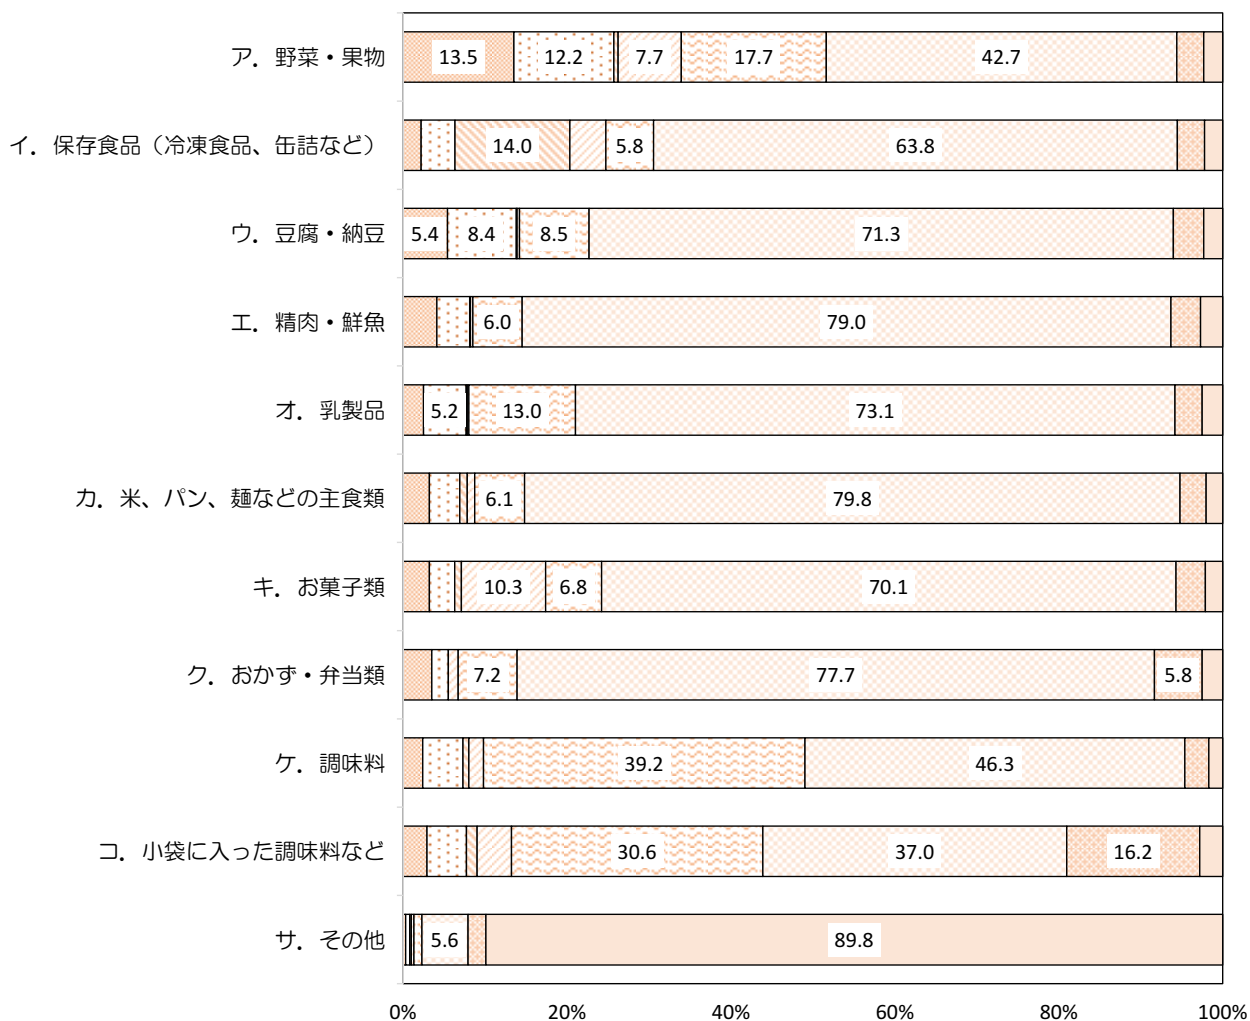 ア．野菜・果物 13.5 12.2 7.7 17.7 42.7
イ．保存食品（冷凍食品、缶詰など） 14.0 5.8 63.8
ウ．豆腐・納豆 5.4 8.4 8.5 71.3
エ．精肉・鮮魚 6.0 79.0
オ．乳製品 5.2 13.0 73.1
カ．米、パン、麺などの主食類 6.1 79.8
キ．お菓子類 10.3 6.8 70.1
ク．おかず・弁当類 7.2 77.7 5.8
ケ．調味料 39.2 46.3
コ．小袋に入った調味料など 30.6 37.0 16.2
サ．その他 5.6 89.8
0% 20% 40% 60% 80% 100%